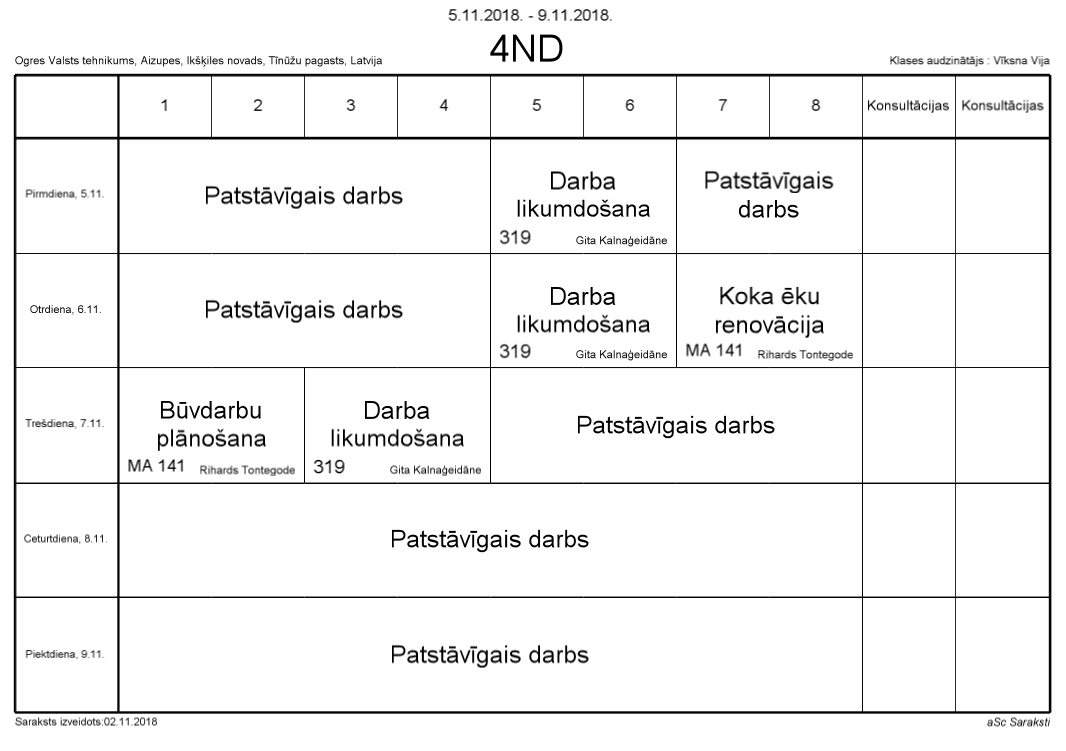 5.11.2018. - 9.11.2018.
4ND
Ogres Valsts tehnikums, Aizupes, Ikšķiles novads, Tīnūžu pagasts, Latvija
Klases audzinātājs : Vīksna Vija
1 2 3 4 5 6 7 8 Konsultācijas Konsultācijas
Pirmdiena, 5.11.
Patstāvīgais darbs
Darba
likumdošana
319 Gita Kalnaģeidāne
Patstāvīgais
darbs
Otrdiena, 6.11.
Patstāvīgais darbs
Darba
likumdošana
319 Gita Kalnaģeidāne
Koka ēku
renovācija
MA 141 Rihards Tontegode
Trešdiena, 7.11.
Būvdarbu
plānošana
MA 141 Rihards Tontegode
Darba
likumdošana
319 Gita Kalnaģeidāne
Patstāvīgais darbs
Ceturtdiena, 8.11.
Patstāvīgais darbs
Piektdiena, 9.11.
Patstāvīgais darbs
Saraksts izveidots:02.11.2018
aSc Saraksti